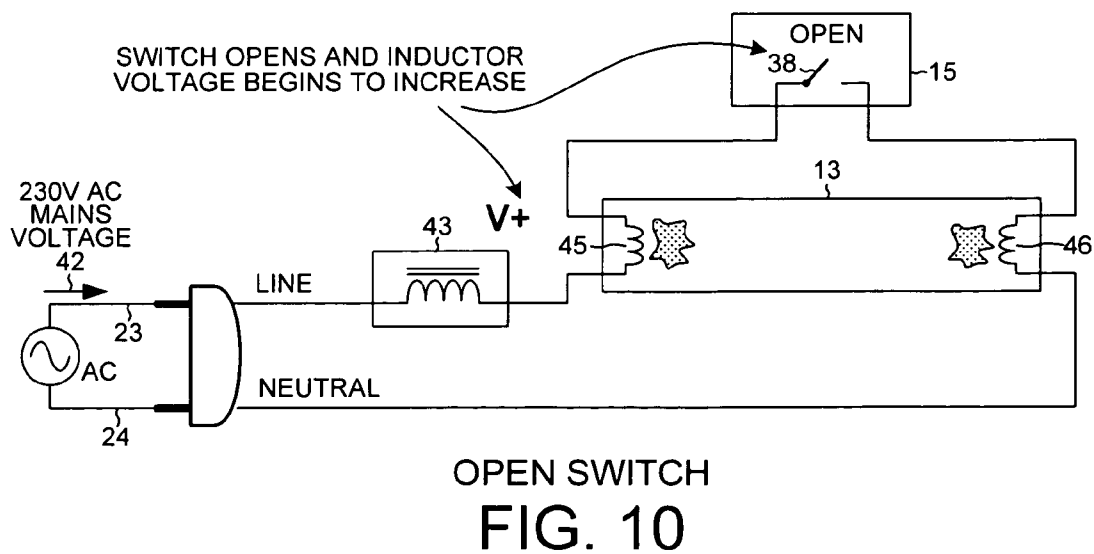 SWITCH OPENS AND INDUCTOR
VOLTAGE BEGINS TO INCREASE
OPEN
38
15
13
230V AC
MAINS
VOLTAGE
42
V+
43
45
46
LINE
23
AC
NEUTRAL
24
OPEN SWITCH
FIG. 10